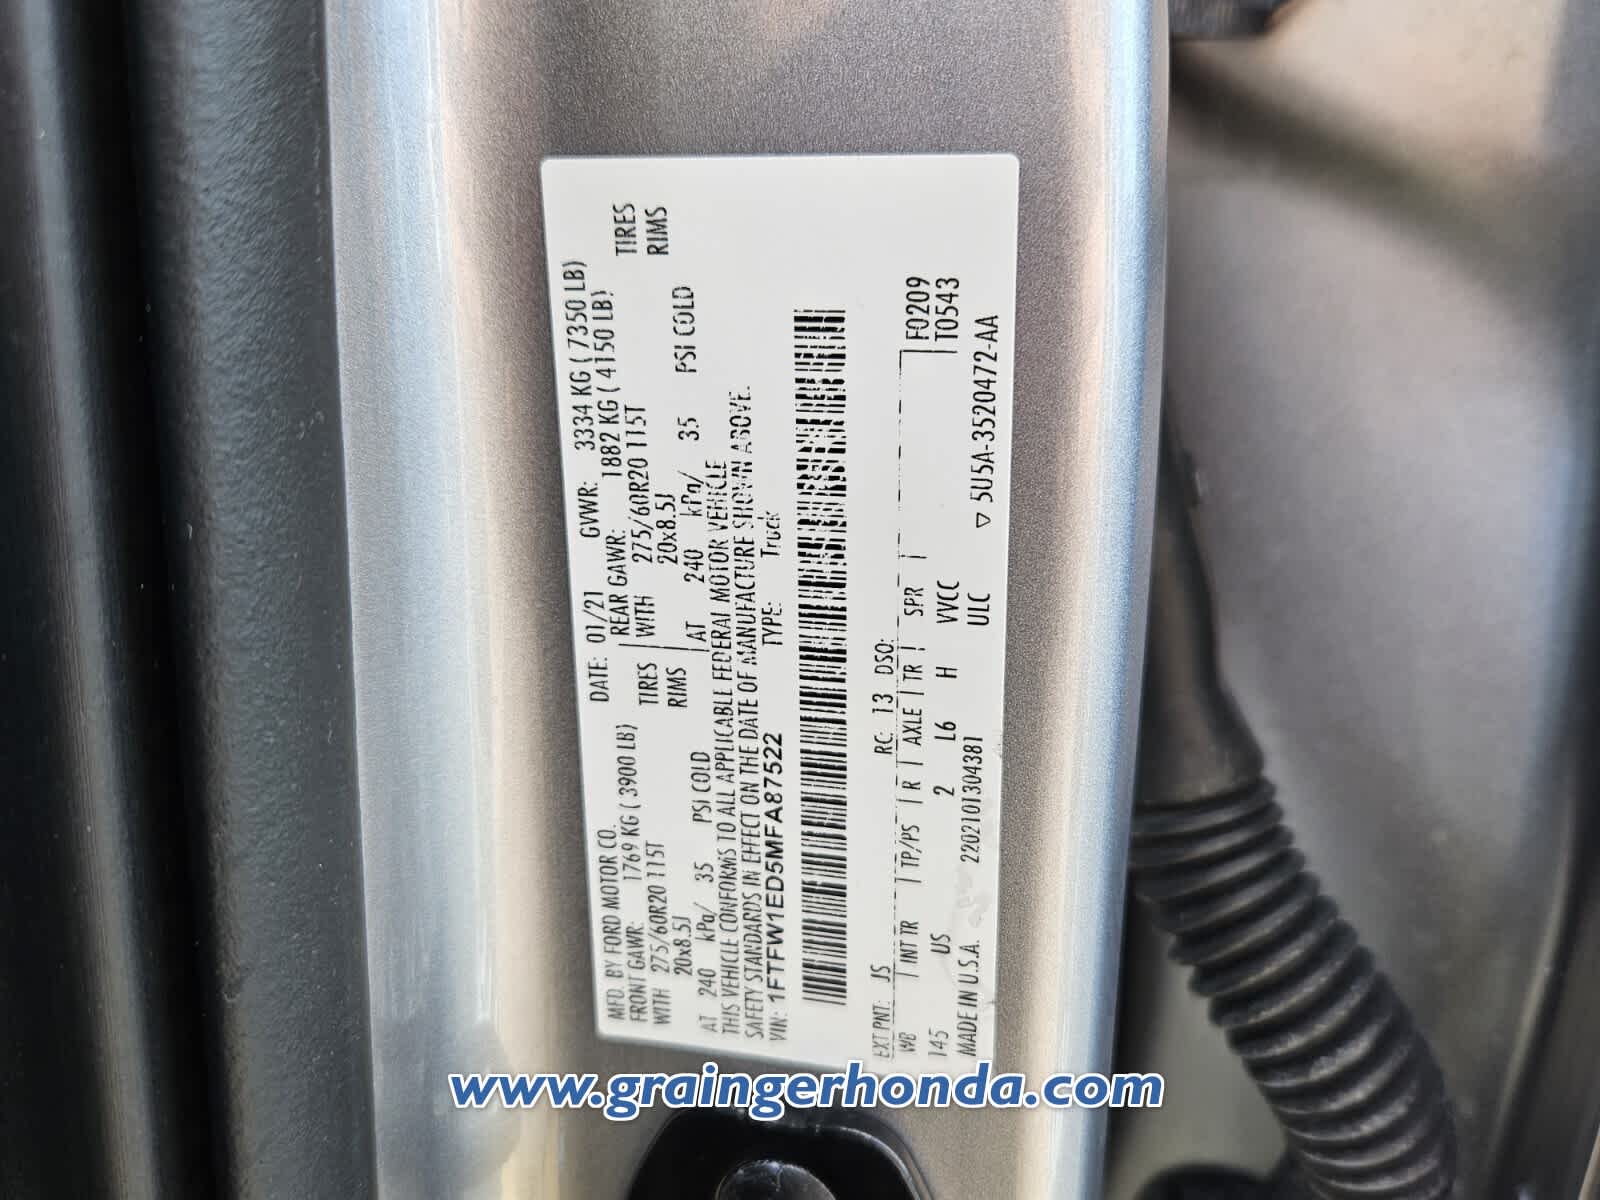 MFD. BY FORD MOTOR CO.
DATE: 01/21 GVWR: 3334 KG ( 7350 LB)
FRONT GAWR: 1769 KG ( 3900 LB) REAR GAWR: 1882 KG ( 4150 LB)
WITH 275/60R20 115T TIRES WITH 275/60R20 115T TIRES
20x8.5J RIMS 20x8.5J RIMS
AT 240 kPa/ 35 PSI COLD AT 240 kPa/ 35 PSI COLD
THIS VEHICLE CONFORMS TO ALL APPLICABLE FEDERAL MOTOR VEHICLE
SAFETY STANDARDS IN EFFECT ON THE DATE OF MANUFACTURE SHOWN ABOVE.
VIN: 1FTFW1ED5MFA87522 TYPE: Truck
EXT PNT: JS RC: 13 DSO:
WB INT TR TP/PS R AXLE TR SPR F0209
145 US 2 L6 H VVCC T0543
MADE IN U.S.A. 2202101304381 ULC ▽ 5U5A-3520472-AA
www.graingerhonda.com